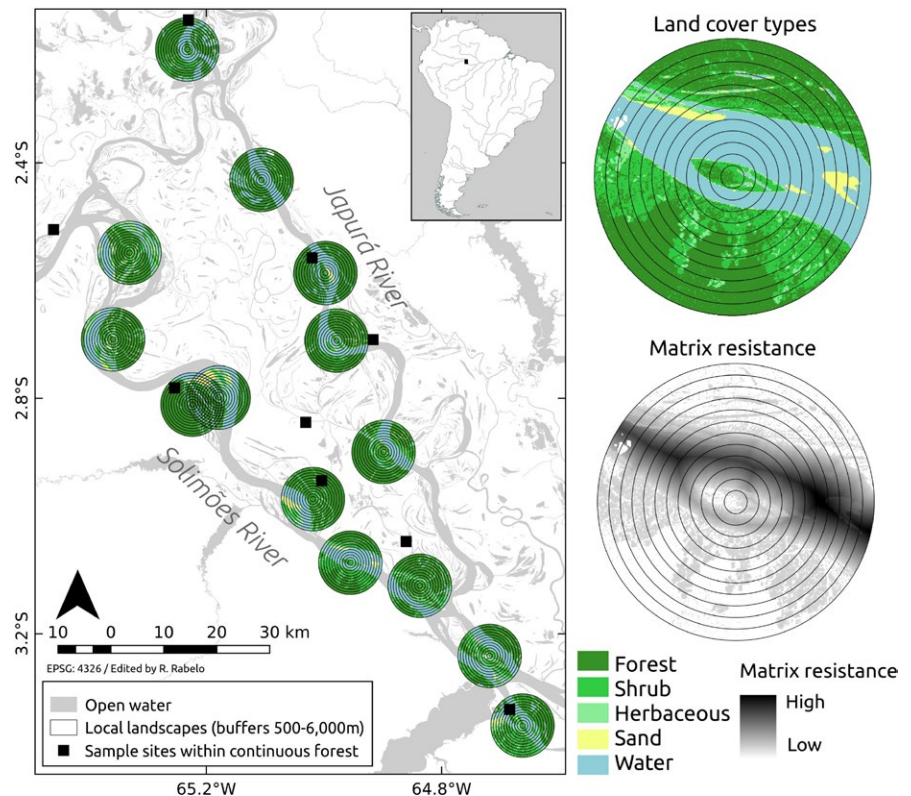 2.4°S
2.8°S
3.2°S
Japurá River
Solimões River
10 0 10 20 30 km
EPSG: 4326 / Edited by R. Rabelo
Open water
Local landscapes (buffers 500-6,000m)
Sample sites within continuous forest
65.2°W 64.8°W
Land cover types
Matrix resistance
Forest
Shrub
Herbaceous
Sand
Water
Matrix resistance
High
Low